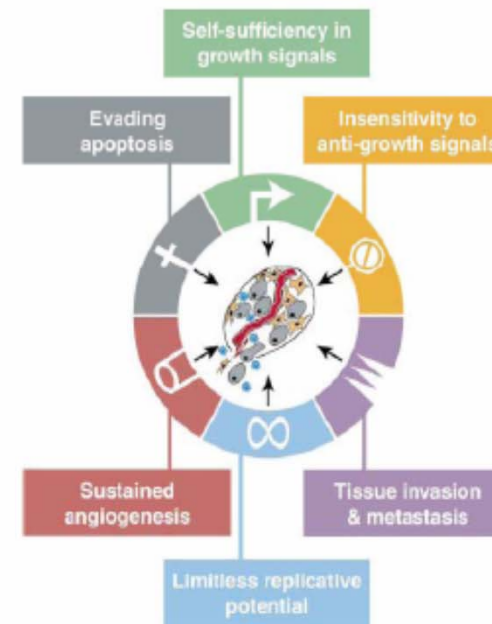 Self-sufficiency in
growth signals
Evading
apoptosis
Insensitivity to
anti-growth signals
Sustained
angiogenesis
Tissue invasion
& metastasis
Limitless replicative
potential